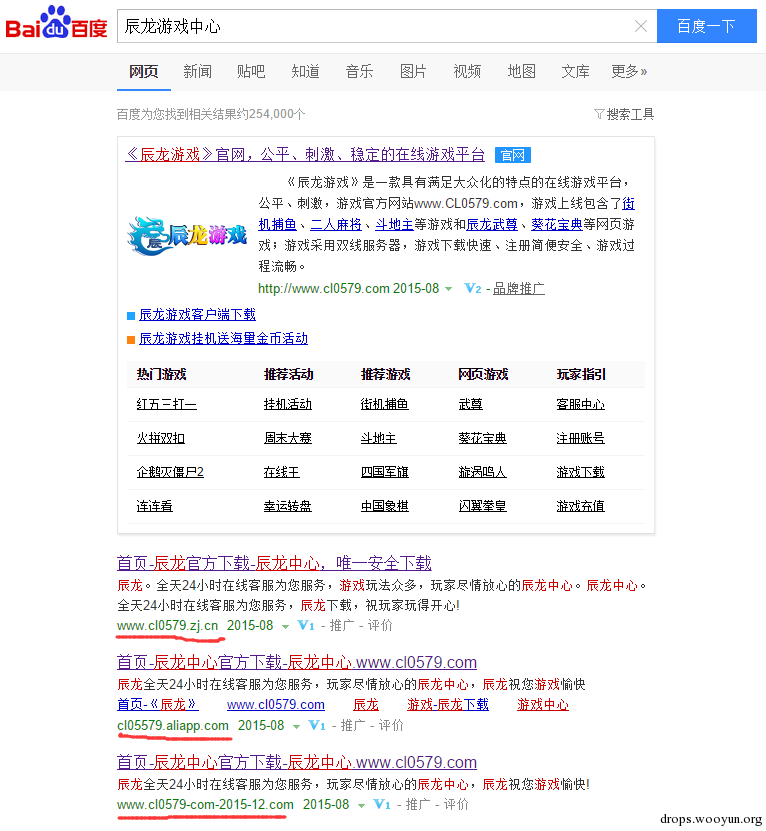 Bai du 百度 辰龙游戏中心 百度一下
网页 新闻 贴吧 知道 音乐 图片 视频 地图 文库 更多»
百度为您找到相关结果约254,000个 搜索工具
《辰龙游戏》官网，公平、刺激、稳定的在线游戏平台 官网
《辰龙游戏》是一款具有满足大众化的特点的在线游戏平台，
公平、刺激，游戏官方网站www.CL0579.com，游戏上线包含了街
机捕鱼、二人麻将、斗地主等游戏和辰龙武尊、葵花宝典等网页游
戏；游戏采用双线服务器，游戏下载快速、注册简便安全、游戏过
程流畅。
辰龙游戏
http://www.cl0579.com 2015-08 V2 - 品牌推广
辰龙游戏客户端下载
辰龙游戏挂机送海量金币活动
热门游戏 推荐活动 推荐游戏 网页游戏 玩家指引
红五三打一 挂机活动 街机捕鱼 武尊 客服中心
火拼双扣 周末大赛 斗地主 葵花宝典 注册账号
企鹅灭僵尸2 在线王 四国军旗 漩涡鸣人 游戏下载
连连看 幸运转盘 中国象棋 闪翼拳皇 游戏充值
首页-辰龙官方下载-辰龙中心，唯一安全下载
辰龙。全天24小时在线客服为您服务，游戏玩法众多，玩家尽情放心的辰龙中心。辰龙中心。
全天24小时在线客服为您服务，辰龙下载，祝玩家玩得开心!
www.cl0579.zj.cn 2015-08 V1 - 推广 - 评价
首页-辰龙中心官方下载-辰龙中心.www.cl0579.com
辰龙全天24小时在线客服为您服务，玩家尽情放心的辰龙中心，辰龙祝您游戏愉快
首页-《辰龙》 www.cl0579.com 辰龙 游戏-辰龙下载 游戏中心
cl05579.aliapp.com 2015-08 V1 - 推广 - 评价
首页-辰龙中心官方下载-辰龙中心.www.cl0579.com
辰龙全天24小时在线客服为您服务，玩家尽情放心的辰龙中心，辰龙祝您游戏愉快!
www.cl0579-com-2015-12.com 2015-08 V1 - 推广 - 评价
drops.wooyun.org